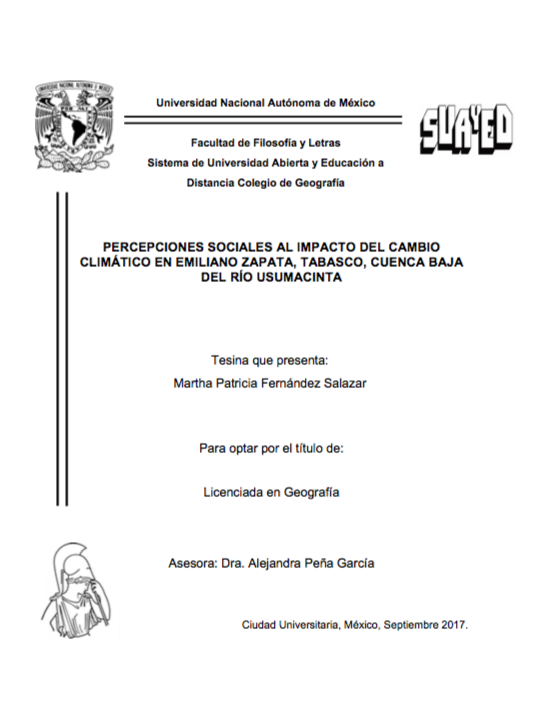 Universidad Nacional Autónoma de México
SUAyED
Facultad de Filosofía y Letras
Sistema de Universidad Abierta y Educación a
Distancia Colegio de Geografía
PERCEPCIONES SOCIALES AL IMPACTO DEL CAMBIO
CLIMÁTICO EN EMILIANO ZAPATA, TABASCO, CUENCA BAJA
DEL RÍO USUMACINTA
Tesina que presenta:
Martha Patricia Fernández Salazar
Para optar por el título de:
Licenciada en Geografía
Asesora: Dra. Alejandra Peña García
Ciudad Universitaria, México, Septiembre 2017.